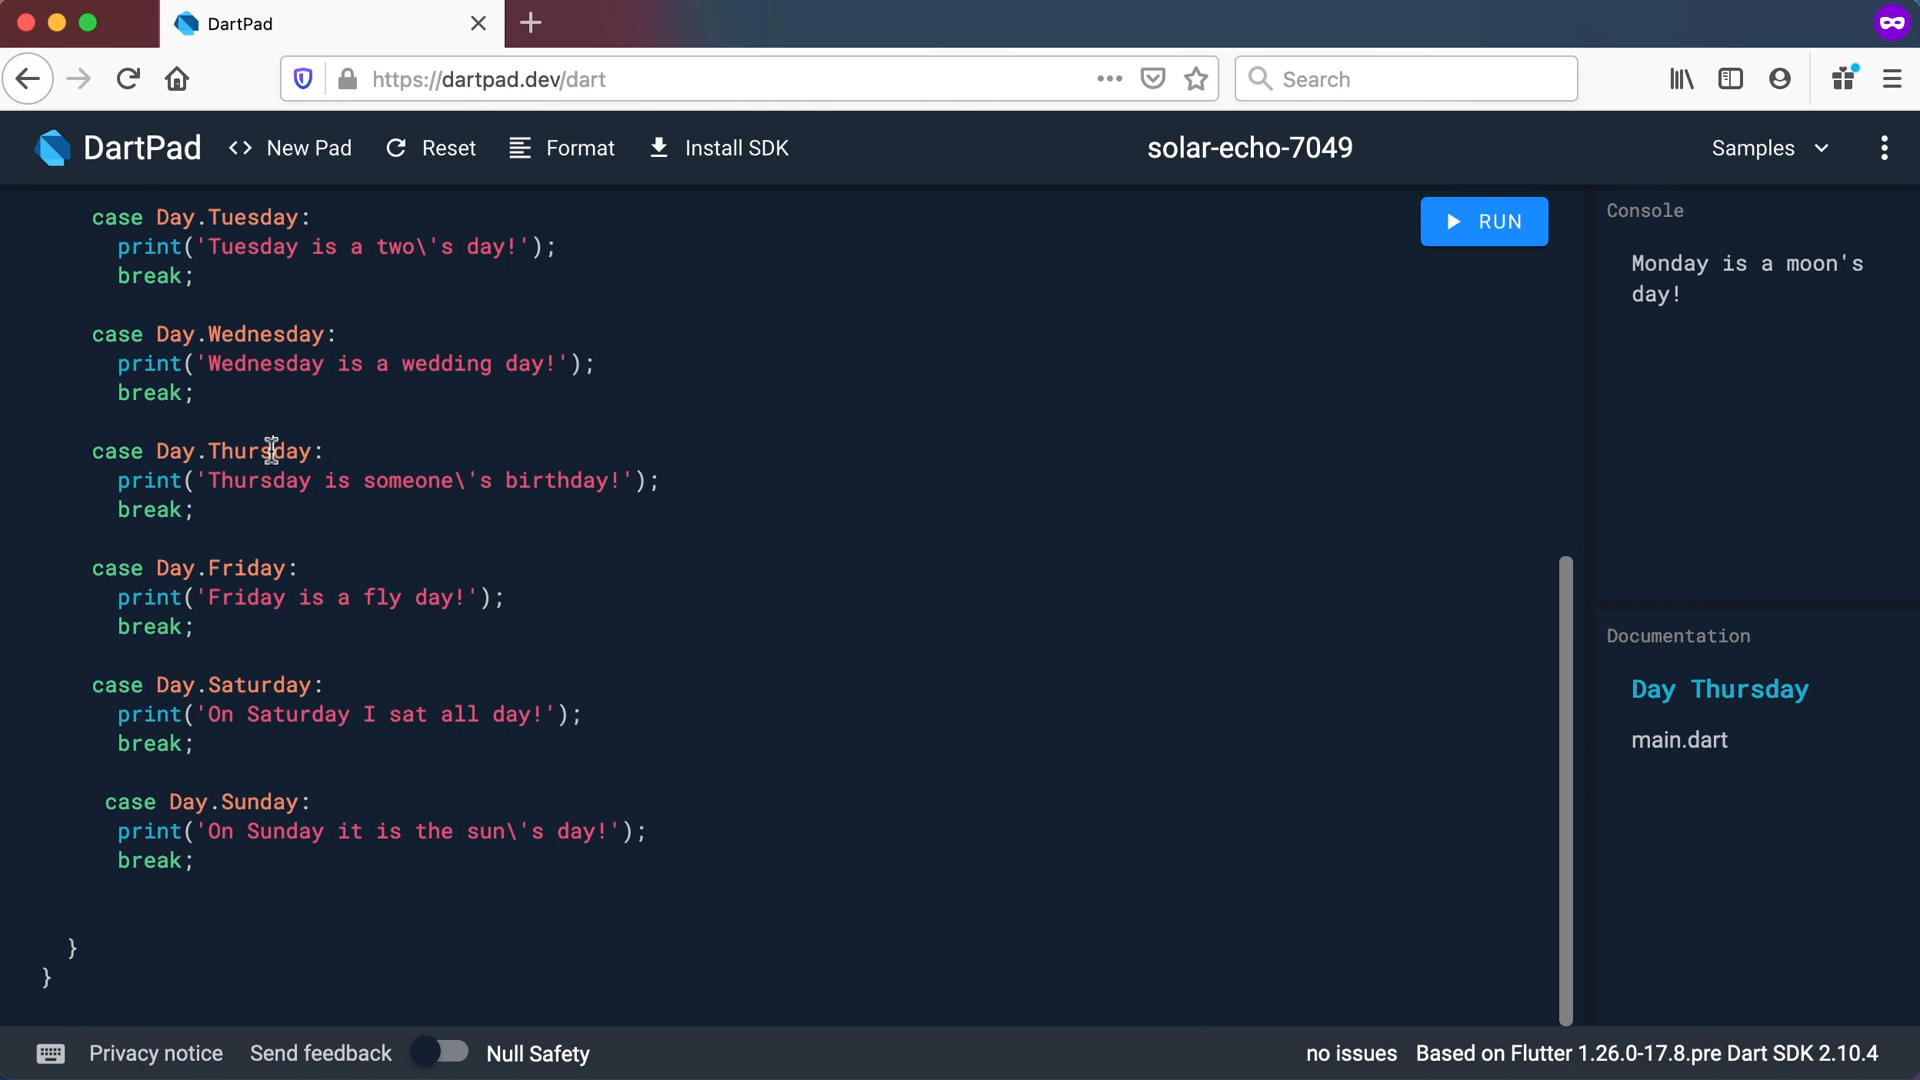 DartPad
https://dartpad.dev/dart
Search
DartPad
New Pad
Reset
Format
Install SDK
solar-echo-7049
Samples
case Day.Tuesday:
print('Tuesday is a two\'s day!');
break;
case Day.Wednesday:
print('Wednesday is a wedding day!');
break;
case Day.Thursday:
print('Thursday is someone\'s birthday!');
break;
case Day.Friday:
print('Friday is a fly day!');
break;
case Day.Saturday:
print('On Saturday I sat all day!');
break;
case Day.Sunday:
print('On Sunday it is the sun\'s day!');
break;
}
}
RUN
Console
Monday is a moon's
day!
Documentation
Day Thursday
main.dart
Privacy notice
Send feedback
Null Safety
no issues
Based on Flutter 1.26.0-17.8.pre Dart SDK 2.10.4